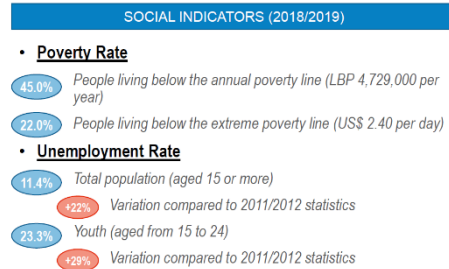 SOCIAL INDICATORS (2018/2019)
• Poverty Rate
45.0% People living below the annual poverty line (LBP 4,729,000 per
year)
22.0% People living below the extreme poverty line (US$ 2.40 per day)
• Unemployment Rate
11.4% Total population (aged 15 or more)
+22% Variation compared to 2011/2012 statistics
23.3% Youth (aged from 15 to 24)
+29% Variation compared to 2011/2012 statistics